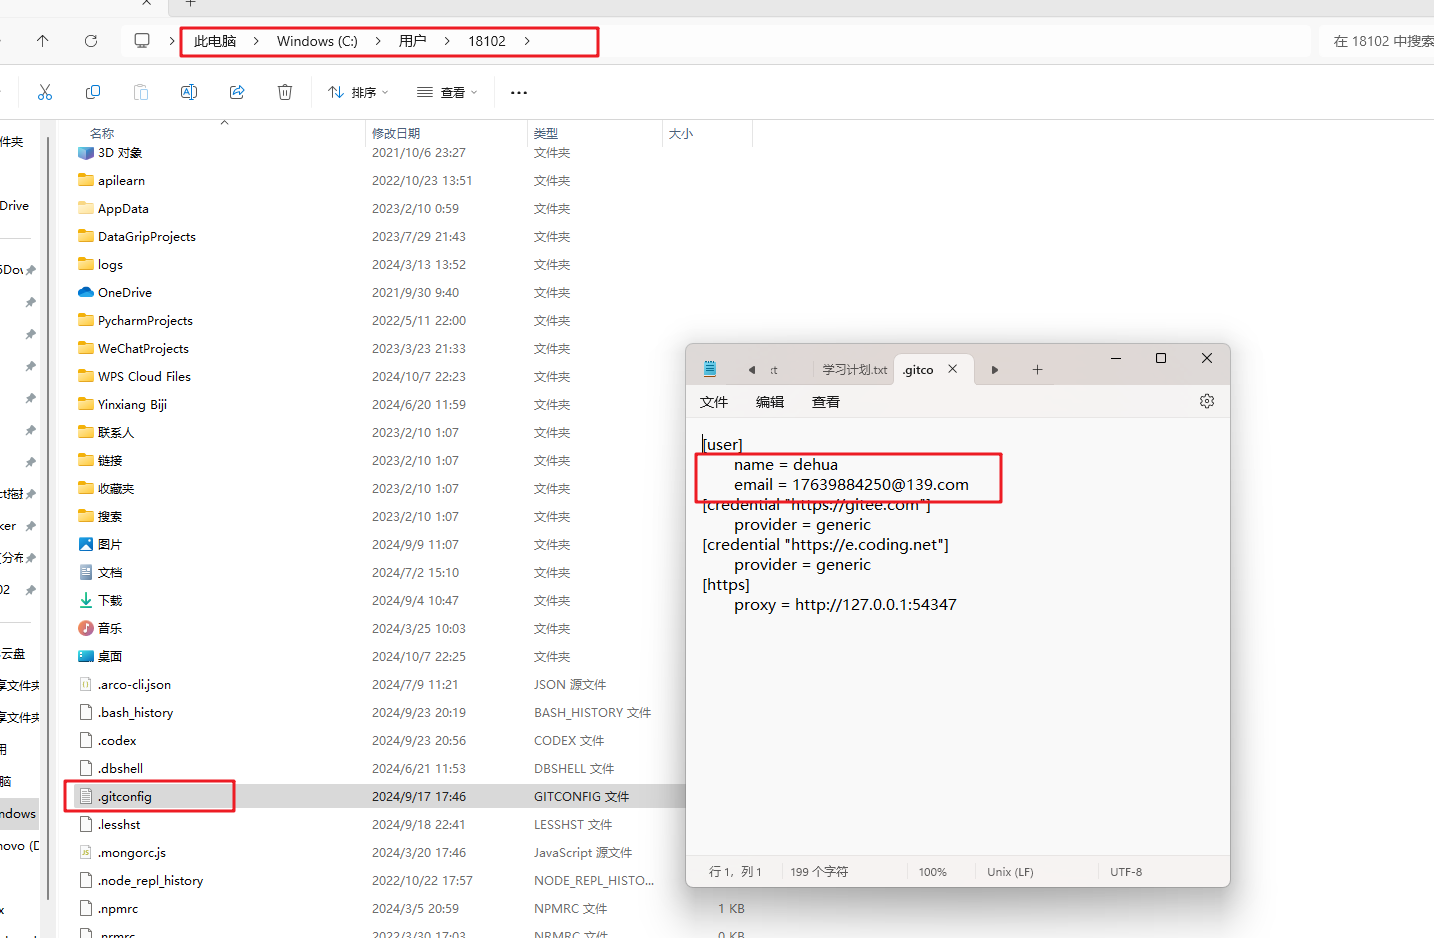 此电脑 > Windows (C:) > 用户 > 18102 >
在 18102 中搜索
排序
查看
名称 修改日期 类型 大小
3D 对象 2021/10/6 23:27 文件夹
apilearn 2022/10/23 13:51 文件夹
AppData 2023/2/10 0:59 文件夹
DataGripProjects 2023/7/29 21:43 文件夹
logs 2024/3/13 13:52 文件夹
OneDrive 2021/9/30 9:40 文件夹
PycharmProjects 2022/5/11 22:00 文件夹
WeChatProjects 2023/3/23 21:33 文件夹
WPS Cloud Files 2024/10/7 22:23 文件夹
Yinxiang Biji 2024/6/20 11:59 文件夹
联系人 2023/2/10 1:07 文件夹
链接 2023/2/10 1:07 文件夹
收藏夹 2023/2/10 1:07 文件夹
搜索 2023/2/10 1:07 文件夹
图片 2024/9/9 11:07 文件夹
文档 2024/7/2 15:10 文件夹
下载 2024/9/4 10:47 文件夹
音乐 2024/3/25 10:03 文件夹
桌面 2024/10/7 22:25 文件夹
.arco-cli.json 2024/7/9 11:21 JSON 源文件
.bash_history 2024/9/23 20:19 BASH_HISTORY 文件
.codex 2024/9/23 20:56 CODEX 文件
.dbshell 2024/6/21 11:53 DBSHELL 文件
.gitconfig 2024/9/17 17:46 GITCONFIG 文件
.lesshst 2024/9/18 22:41 LESSHST 文件
.mongorc.js 2024/3/20 17:46 JavaScript 源文件
.node_repl_history 2022/10/22 17:57 NODE_REPL_HISTO...
.npmrc 2024/3/5 20:59 NPMRC 文件 1 KB
.nrmrc 2022/3/30 17:03 NRMRC 文件 0 KB
件夹
Drive
云盘
享文件夹
享文件夹
用
脑
ndows
novo (D
学习计划.txt .gitco
文件 编辑 查看
[user]
name = dehua
email = 17639884250@139.com
[credential "https://gitee.com"]
provider = generic
[credential "https://e.coding.net"]
provider = generic
[https]
proxy = http://127.0.0.1:54347
行 1，列 1 199 个字符 100% Unix (LF) UTF-8